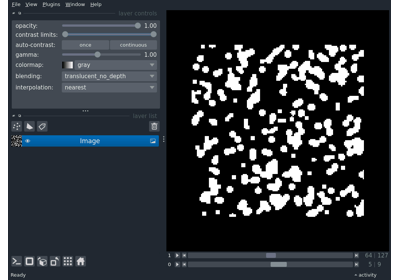 File View Plugins Window Help
layer controls
opacity: 1.00
contrast limits:
auto-contrast: once continuous
gamma: 1.00
colormap: gray
blending: translucent_no_depth
interpolation: nearest
layer list
Image
1 64 127
0 5 9
Ready activity